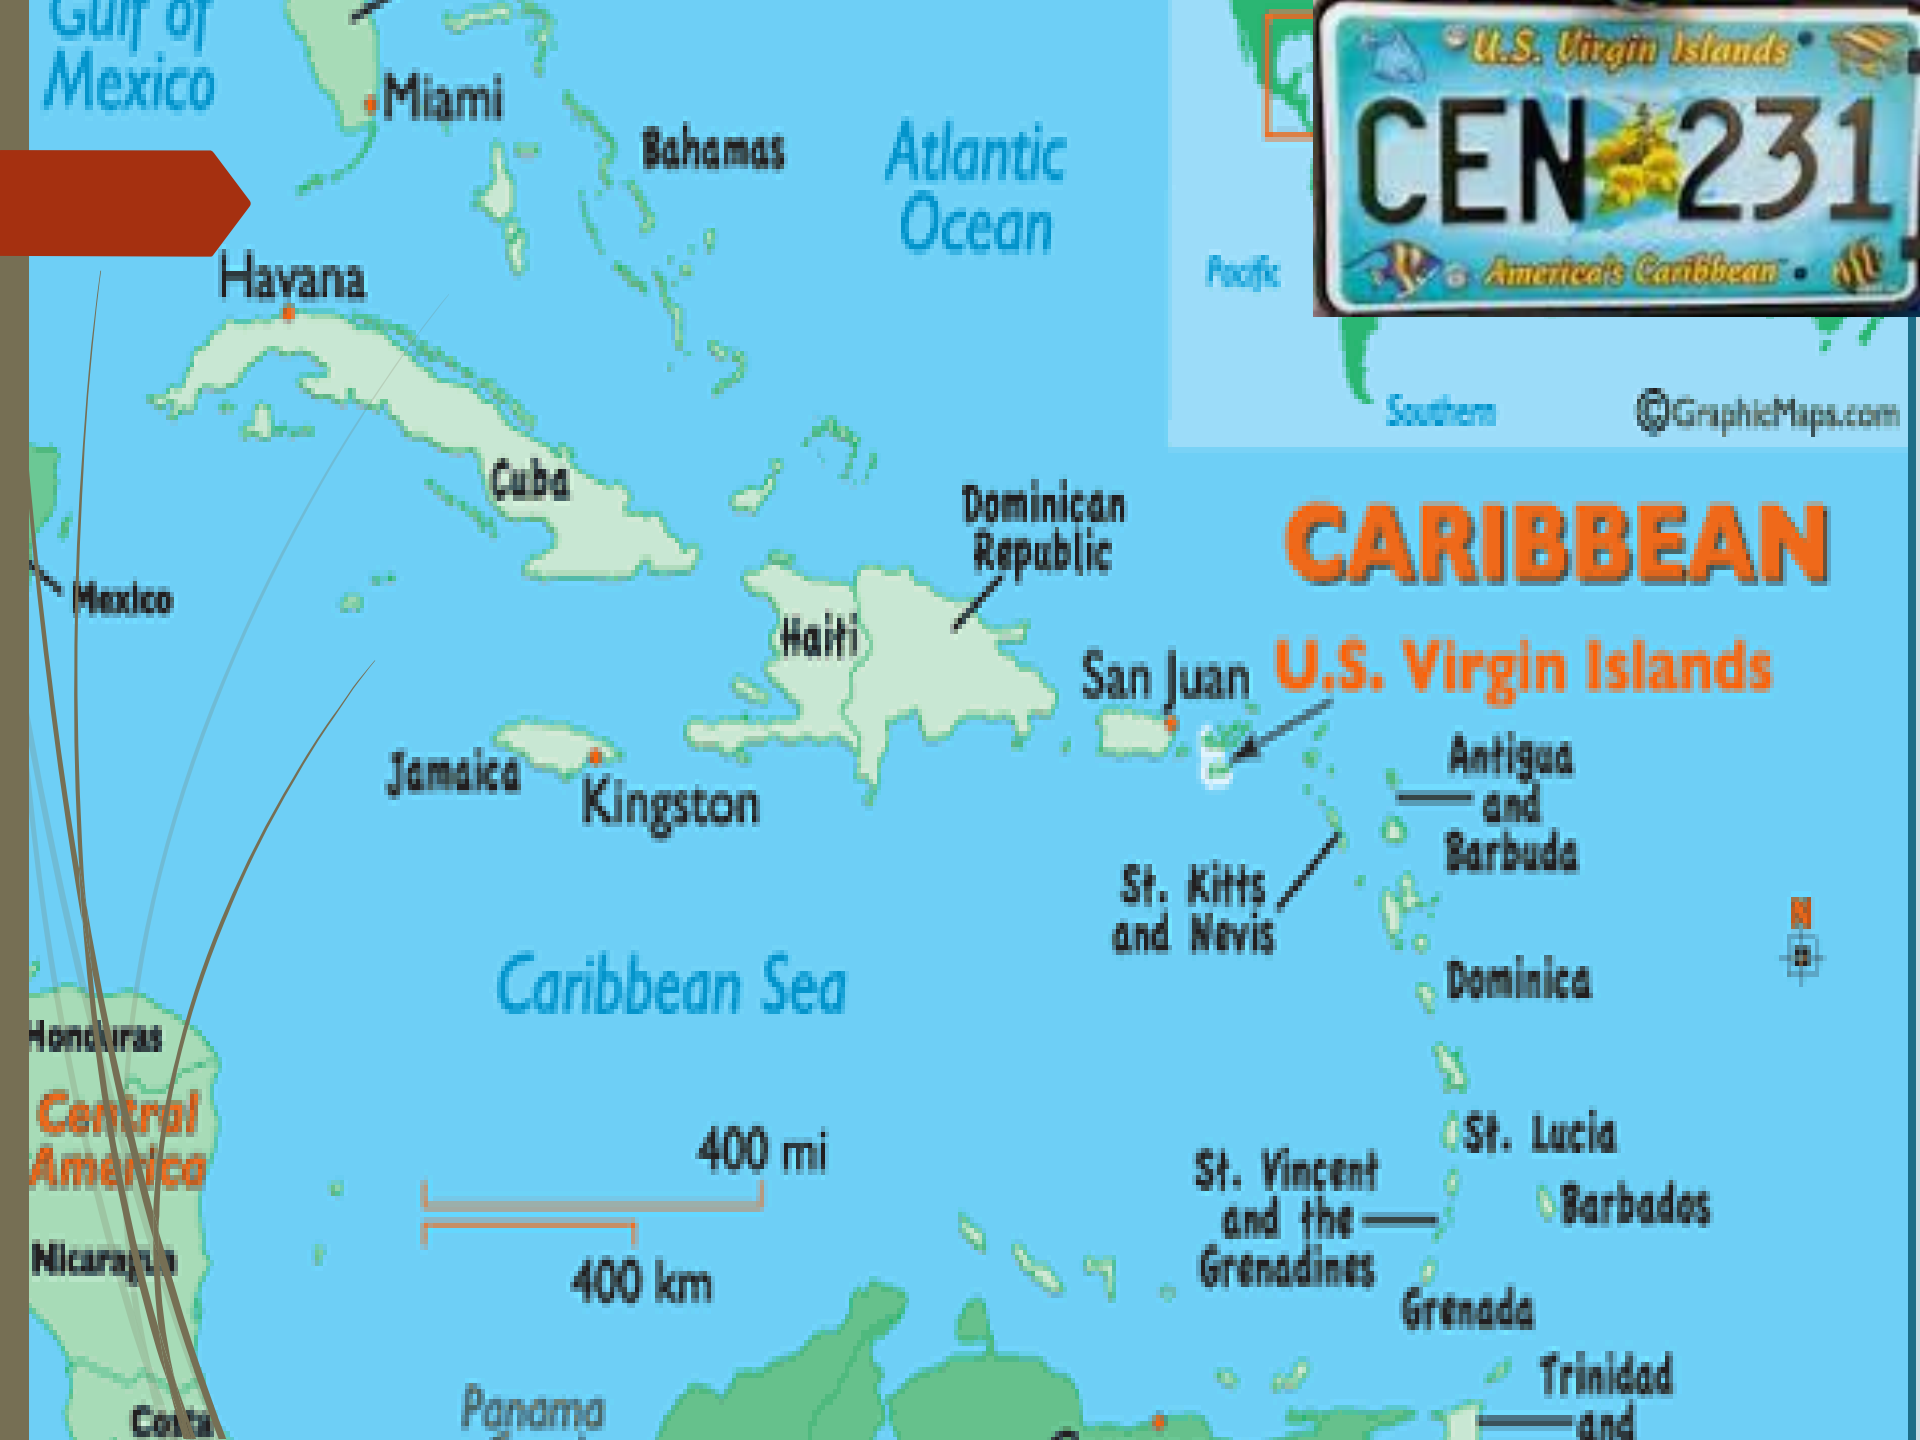 Gulf of
Mexico
Miami
Bahamas
Atlantic
Ocean
U.S. Virgin Islands
CEN 231
America's Caribbean
Pacific
Southern
©GraphicMaps.com
Havana
Cuba
Mexico
Dominican
Republic
Haiti
CARIBBEAN
San Juan
U.S. Virgin Islands
Jamaica
Kingston
Antigua
and
Barbuda
St. Kitts
and Nevis
N
Caribbean Sea
Dominica
Honduras
Central
America
400 mi
400 km
St. Lucia
St. Vincent
and the
Grenadines
Barbados
Nicaragua
Grenada
Trinidad
and
Costa
Panama